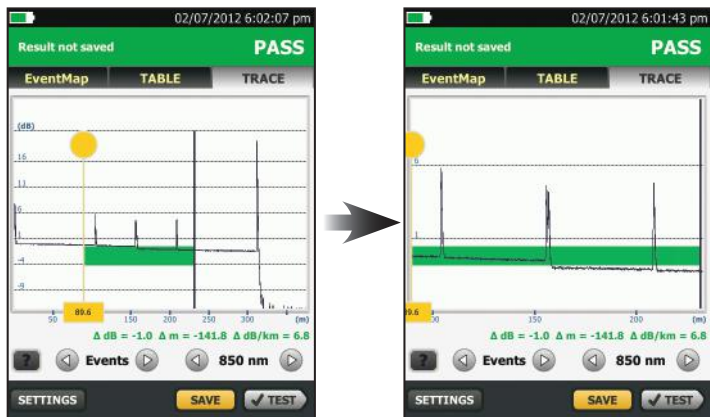 02/07/2012 6:02:07 pm
Result not saved PASS
EventMap TABLE TRACE
(dB)
16
11
6
1
-4
-9
50 89.6 150 200 250 300 (m)
Δ dB = -1.0 Δ m = -141.8 Δ dB/km = 6.8
? Events 850 nm
SETTINGS SAVE TEST
02/07/2012 6:01:43 pm
Result not saved PASS
EventMap TABLE TRACE
6
1
9.6 00 150 200 (m)
Δ dB = -1.0 Δ m = -141.8 Δ dB/km = 6.8
? Events 850 nm
SETTINGS SAVE TEST